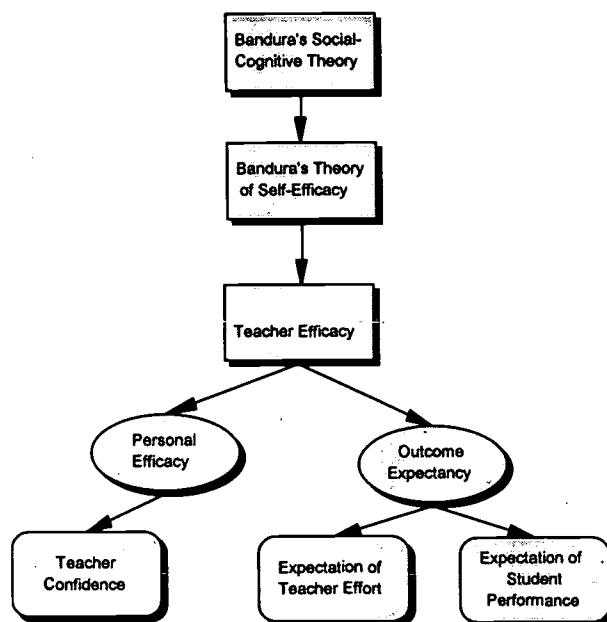 Bandura's Social-
Cognitive Theory
Bandura's Theory
of Self-Efficacy
Teacher Efficacy
Personal
Efficacy
Outcome
Expectancy
Teacher
Confidence
Expectation of
Teacher Effort
Expectation of
Student
Performance